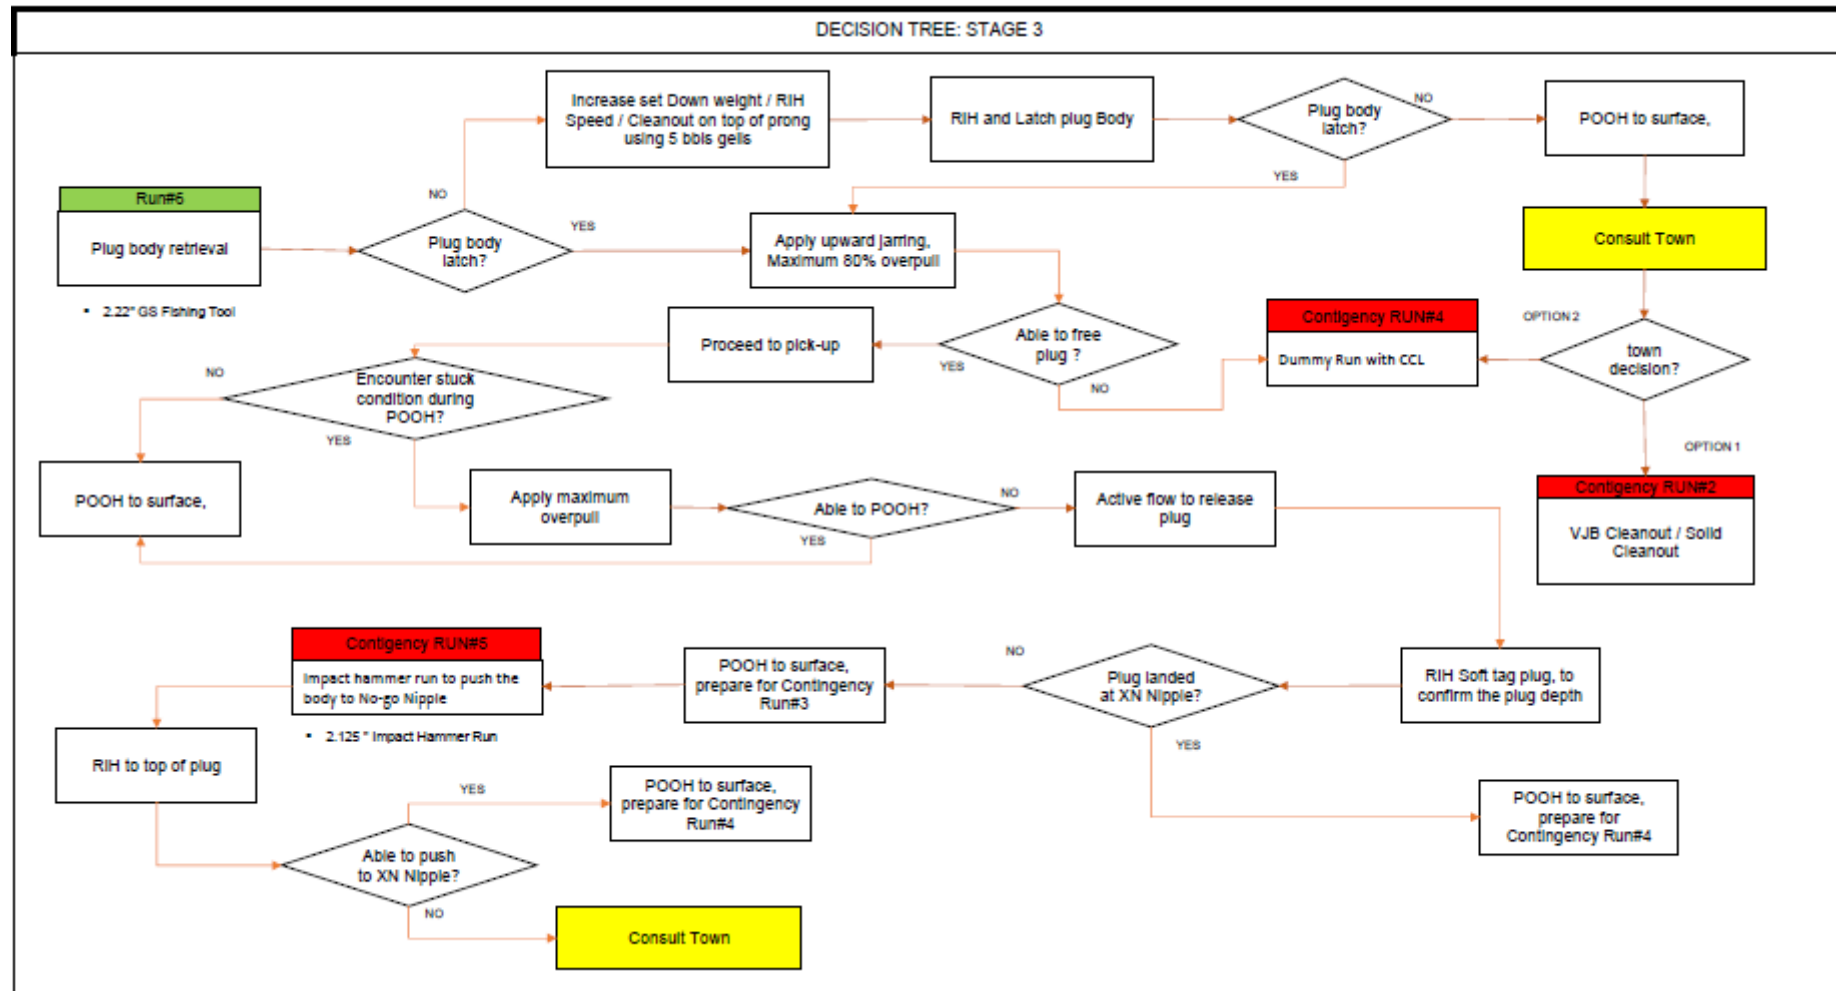 DECISION TREE: STAGE 3
Increase set Down weight / RIH
Speed / Cleanout on top of prong
using 5 bbls gells
RIH and Latch plug Body
Plug body
latch?
NO
POOH to surface,
YES
NO
Run#6
Plug body retrieval
Plug body
latch?
YES
Apply upward jarring,
Maximum 80% overpull
Consult Town
• 2.22" GS Fishing Tool
Proceed to pick-up
Able to free
plug ?
YES
NO
Contigency RUN#4
Dummy Run with CCL
OPTION 2
town
decision?
OPTION 1
NO
Encounter stuck
condition during
POOH?
YES
POOH to surface,
Apply maximum
overpull
Able to POOH?
NO
YES
Active flow to release
plug
Contigency RUN#2
VJB Cleanout / Solid
Cleanout
Contigency RUN#5
Impact hammer run to push the
body to No-go Nipple
• 2.125 " Impact Hammer Run
POOH to surface,
prepare for Contingency
Run#3
NO
Plug landed
at XN Nipple?
YES
RIH Soft tag plug, to
confirm the plug depth
RIH to top of plug
YES
POOH to surface,
prepare for Contingency
Run#4
POOH to surface,
prepare for
Contingency Run#4
Able to push
to XN Nipple?
NO
Consult Town